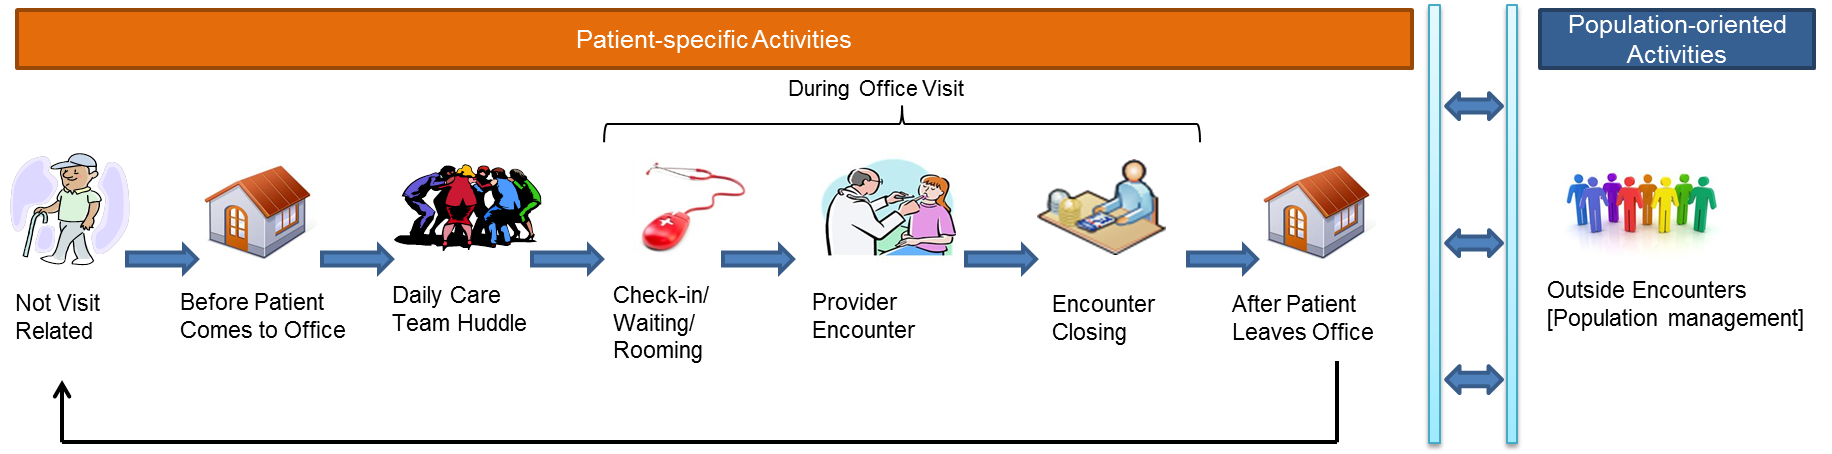 Patient-specific Activities
Population-oriented
Activities
During Office Visit
Not Visit
Related
Before Patient
Comes to Office
Daily Care
Team Huddle
Check-in/
Waiting/
Rooming
Provider
Encounter
Encounter
Closing
After Patient
Leaves Office
Outside Encounters
[Population management]